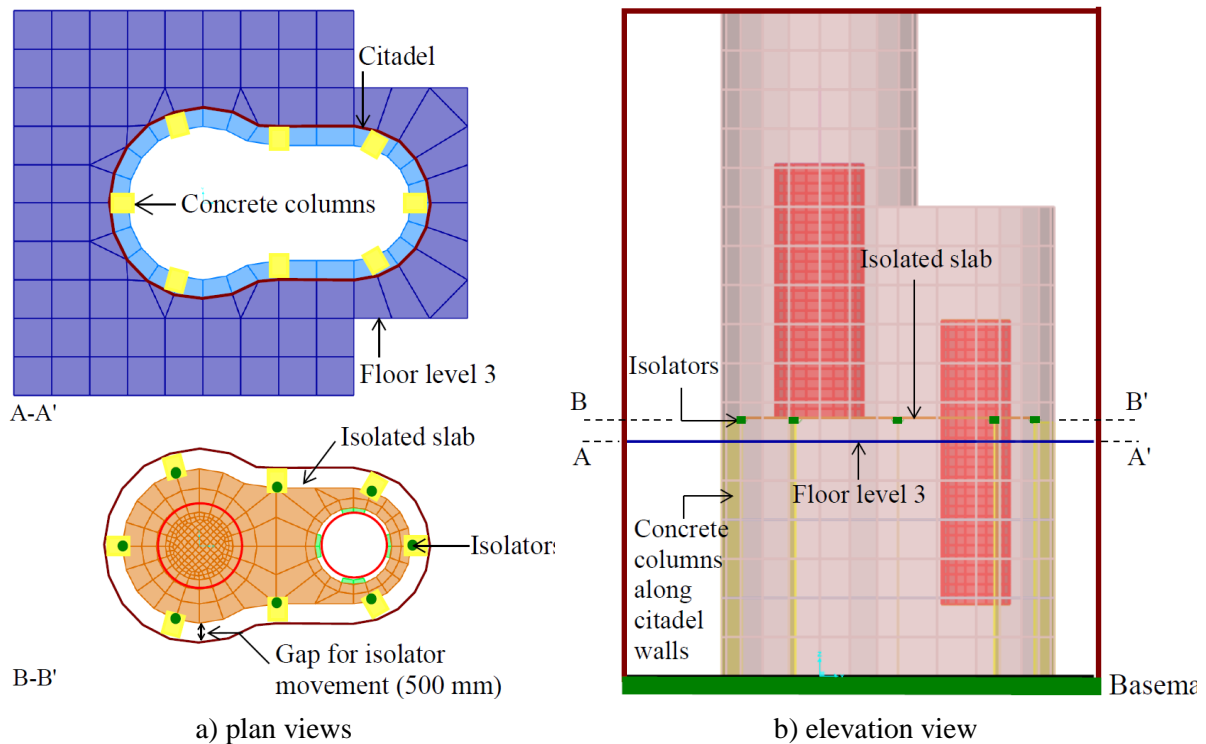 Citadel
Concrete columns
Floor level 3
A-A'
Isolated slab
Isolators
Gap for isolator
movement (500 mm)
B-B'
a) plan views
Isolated slab
Isolators
B
B'
A
A'
Floor level 3
Concrete
columns
along
citadel
walls
Basema
b) elevation view